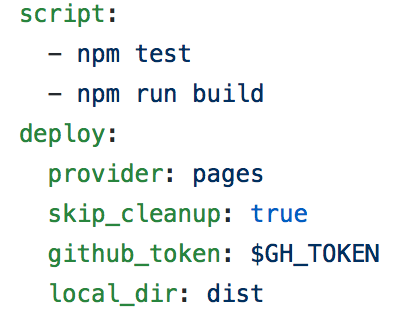 script:
  - npm test
  - npm run build
deploy:
  provider: pages
  skip_cleanup: true
  github_token: $GH_TOKEN
  local_dir: dist